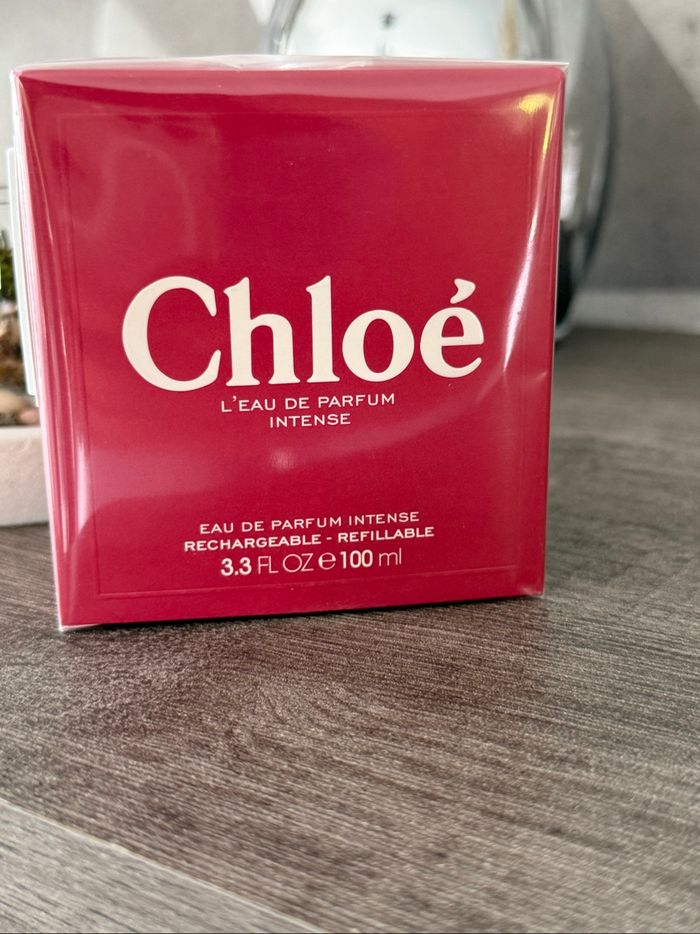 Chloé
L'EAU DE PARFUM
INTENSE
EAU DE PARFUM INTENSE
RECHARGEABLE - REFILLABLE
3.3 FL OZ ℮ 100 ml